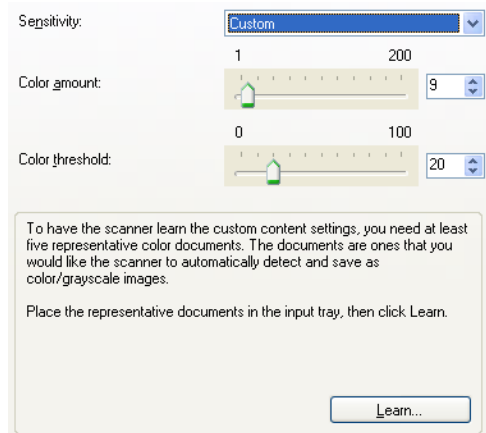 Sensitivity: Custom
1 200
Color amount: 9
0 100
Color threshold: 20
To have the scanner learn the custom content settings, you need at least
five representative color documents. The documents are ones that you
would like the scanner to automatically detect and save as
color/grayscale images.
Place the representative documents in the input tray, then click Learn.
Learn...